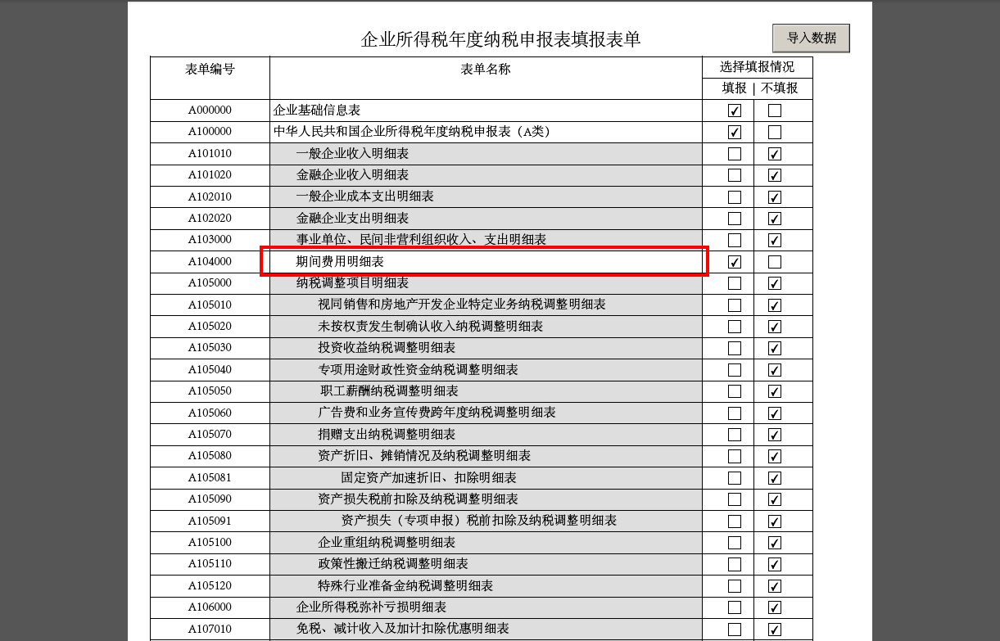 企业所得税年度纳税申报表填报表单
导入数据
表单编号 表单名称 选择填报情况
填报 | 不填报
A000000 企业基础信息表
A100000 中华人民共和国企业所得税年度纳税申报表（A类）
A101010 一般企业收入明细表
A101020 金融企业收入明细表
A102010 一般企业成本支出明细表
A102020 金融企业支出明细表
A103000 事业单位、民间非营利组织收入、支出明细表
A104000 期间费用明细表
A105000 纳税调整项目明细表
A105010 视同销售和房地产开发企业特定业务纳税调整明细表
A105020 未按权责发生制确认收入纳税调整明细表
A105030 投资收益纳税调整明细表
A105040 专项用途财政性资金纳税调整明细表
A105050 职工薪酬纳税调整明细表
A105060 广告费和业务宣传费跨年度纳税调整明细表
A105070 捐赠支出纳税调整明细表
A105080 资产折旧、摊销情况及纳税调整明细表
A105081 固定资产加速折旧、扣除明细表
A105090 资产损失税前扣除及纳税调整明细表
A105091 资产损失（专项申报）税前扣除及纳税调整明细表
A105100 企业重组纳税调整明细表
A105110 政策性搬迁纳税调整明细表
A105120 特殊行业准备金纳税调整明细表
A106000 企业所得税弥补亏损明细表
A107010 免税、减计收入及加计扣除优惠明细表